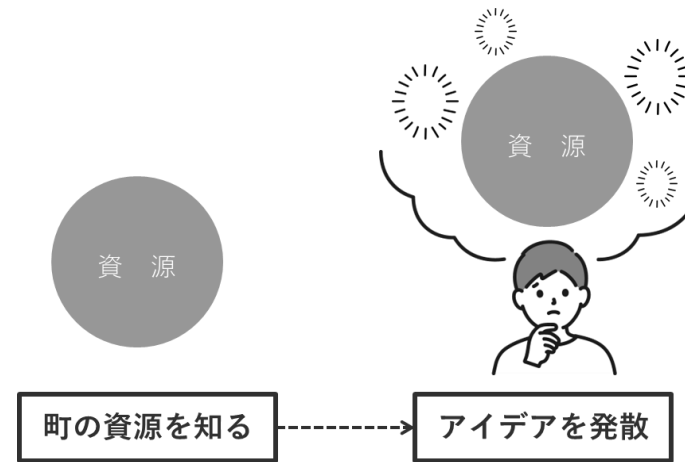 資　源
資　源
町の資源を知る
アイデアを発散